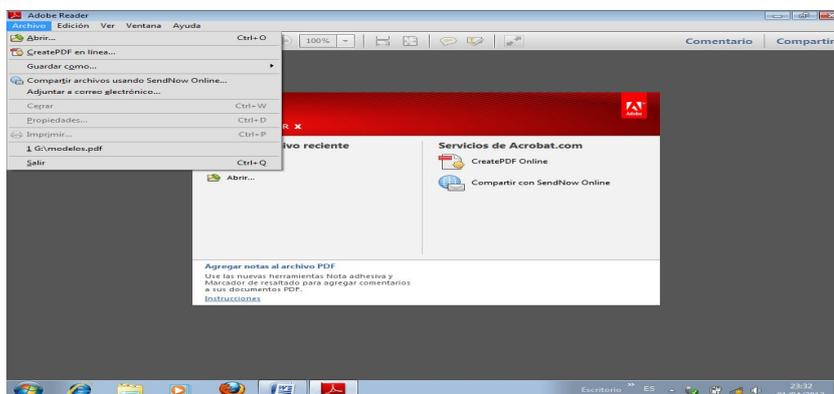 Adobe Reader
Archivo Edición Ver Ventana Ayuda
Abrir... Ctrl+O
100%
Comentario Compartir
CreatePDF en línea...
Guardar como...
Compartir archivos usando SendNow Online...
Adjuntar a correo electrónico...
Cerrar Ctrl+W
Propiedades... Ctrl+D
Imprimir... Ctrl+P
1 G:\modelos.pdf
Salir Ctrl+Q
R X
Adobe
ivo reciente
Abrir...
Servicios de Acrobat.com
CreatePDF Online
Compartir con SendNow Online
Agregar notas al archivo PDF
Use las nuevas herramientas Nota adhesiva y
Marcador de resaltado para agregar comentarios
a sus documentos PDF.
Instrucciones
Escritorio » ES 23:32